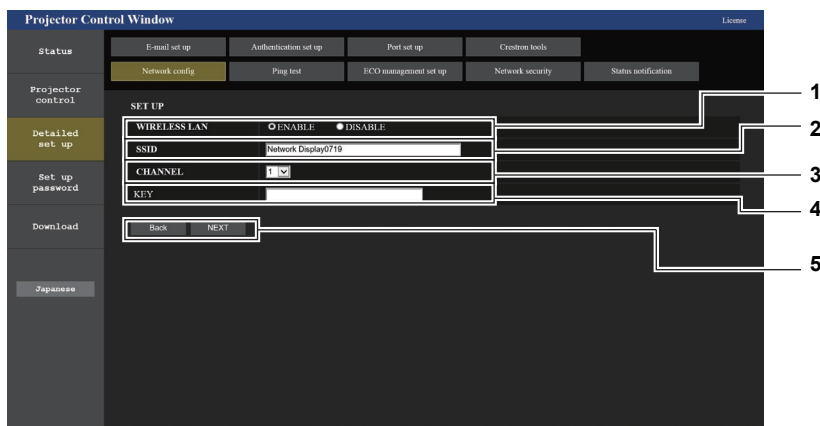 Projector Control Window License
Status
E-mail set up Authentication set up Port set up Crestron tools
Network config Ping test ECO management set up Network security Status notification
Projector
control
Detailed
set up
Set up
password
Download
Japanese
SET UP
WIRELESS LAN ENABLE DISABLE
SSID Network Display0719
CHANNEL 1
KEY
Back NEXT
1
2
3
4
5